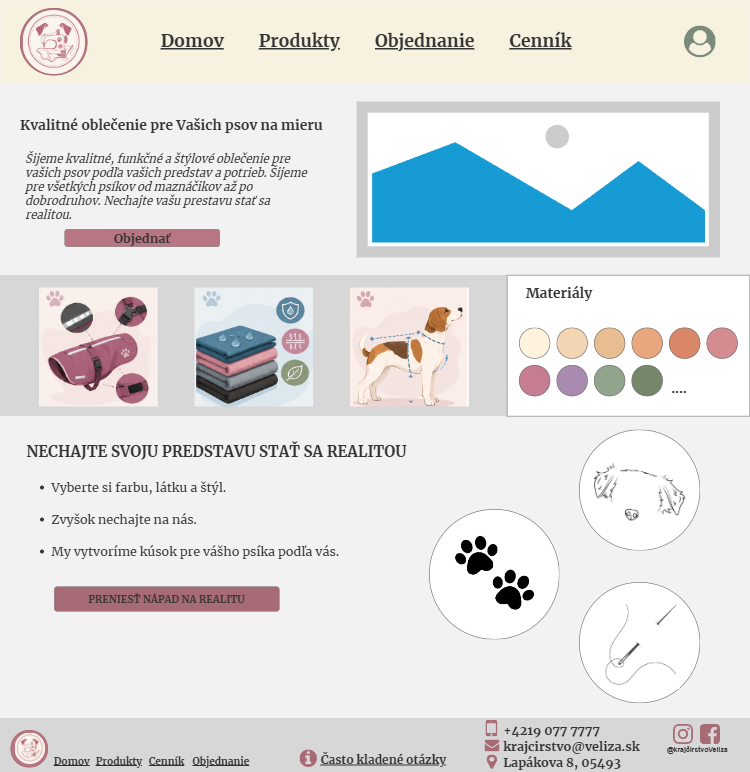 Domov Produkty Objednanie Cenník
Kvalitné oblečenie pre Vašich psov na mieru
Šijeme kvalitné, funkčné a štýlové oblečenie pre
vašich psov podľa vašich predstav a potrieb. Šijeme
pre všetkých psíkov od maznáčikov až po
dobrodruhov. Nechajte vašu prestavu stať sa
realitou.
Objednať
Materiály
....
NECHAJTE SVOJU PREDSTAVU STAŤ SA REALITOU
• Vyberte si farbu, látku a štýl.
• Zvyšok nechajte na nás.
• My vytvoríme kúsok pre vášho psíka podľa vás.
PRENIESŤ NÁPAD NA REALITU
Domov Produkty Cenník Objednanie
Často kladené otázky
+4219 077 7777
krajcirstvo@veliza.sk
Lapákova 8, 05493
@krajčírstvoVeliza